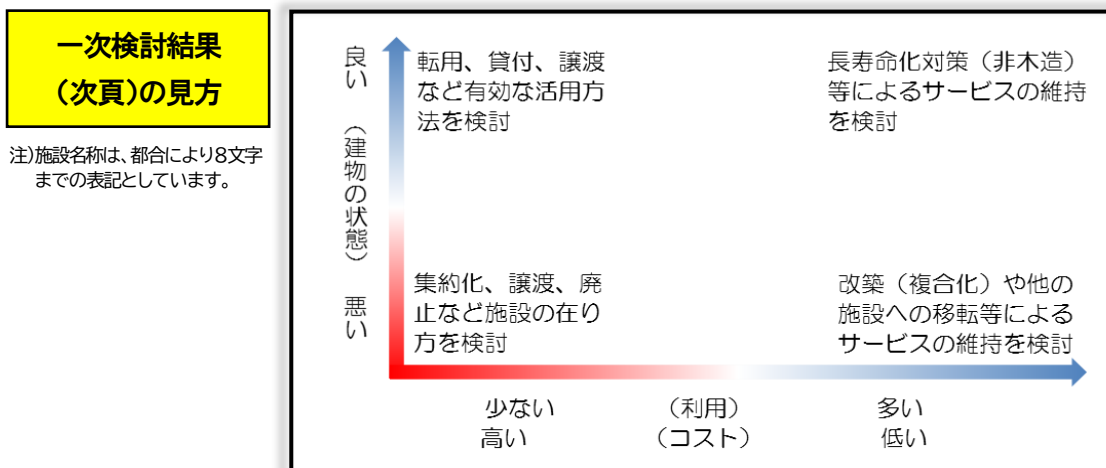 一次検討結果
（次頁）の見方
注）施設名称は、都合により8文字
までの表記としています。
良い （建物の状態） 悪い
転用、貸付、譲渡
など有効な活用方
法を検討
長寿命化対策（非木造）
等によるサービスの維持
を検討
集約化、譲渡、廃
止など施設の在り
方を検討
改築（複合化）や他の
施設への移転等による
サービスの維持を検討
少ない （利用） 多い
高い （コスト） 低い